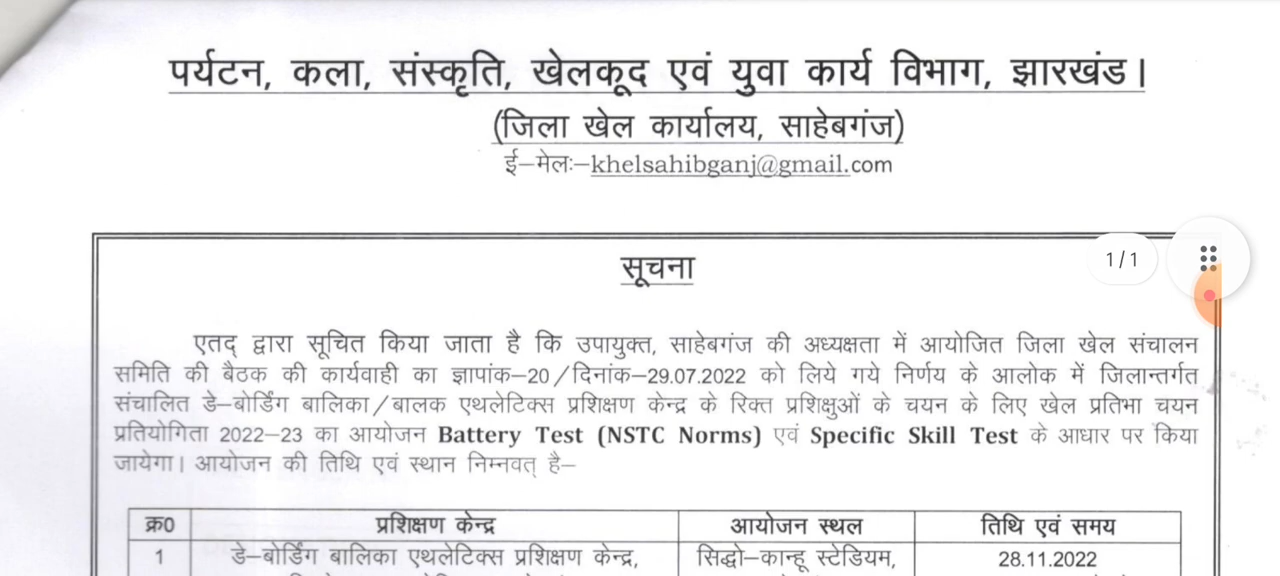 पर्यटन, कला, संस्कृति, खेलकूद एवं युवा कार्य विभाग, झारखंड।
(जिला खेल कार्यालय, साहेबगंज)
ई–मेलः–khelsahibganj@gmail.com
1/1
सूचना
एतद् द्वारा सूचित किया जाता है कि उपायुक्त, साहेबगंज की अध्यक्षता में आयोजित जिला खेल संचालन
समिति की बैठक की कार्यवाही का ज्ञापांक–20/दिनांक–29.07.2022 को लिये गये निर्णय के आलोक में जिलान्तर्गत
संचालित डे–बोर्डिंग बालिका/बालक एथलेटिक्स प्रशिक्षण केन्द्र के रिक्त प्रशिक्षुओं के चयन के लिए खेल प्रतिभा चयन
प्रतियोगिता 2022–23 का आयोजन Battery Test (NSTC Norms) एवं Specific Skill Test के आधार पर किया
जायेगा। आयोजन की तिथि एवं स्थान निम्नवत् है–
क्र0 प्रशिक्षण केन्द्र आयोजन स्थल तिथि एवं समय
1 डे–बोर्डिंग बालिका एथलेटिक्स प्रशिक्षण केन्द्र, सिद्धो–कान्हू स्टेडियम, 28.11.2022